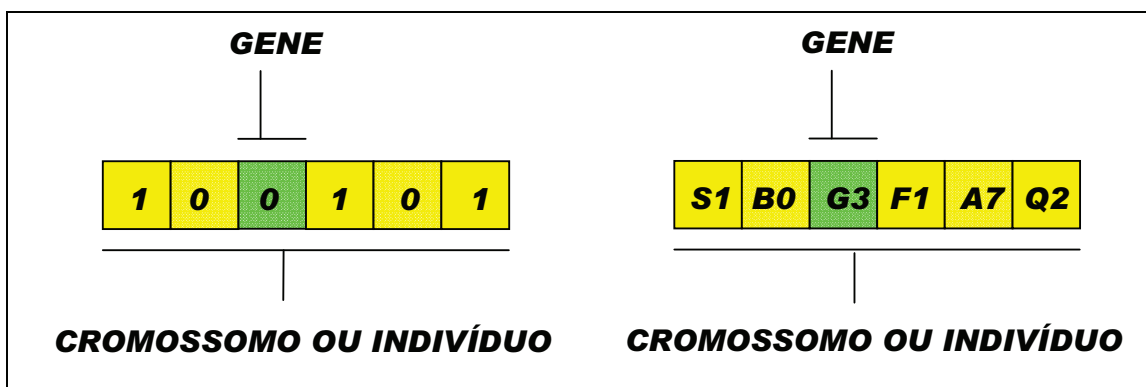 GENE
1 0 0 1 0 1
CROMOSSOMO OU INDIVÍDUO
GENE
S1 B0 G3 F1 A7 Q2
CROMOSSOMO OU INDIVÍDUO